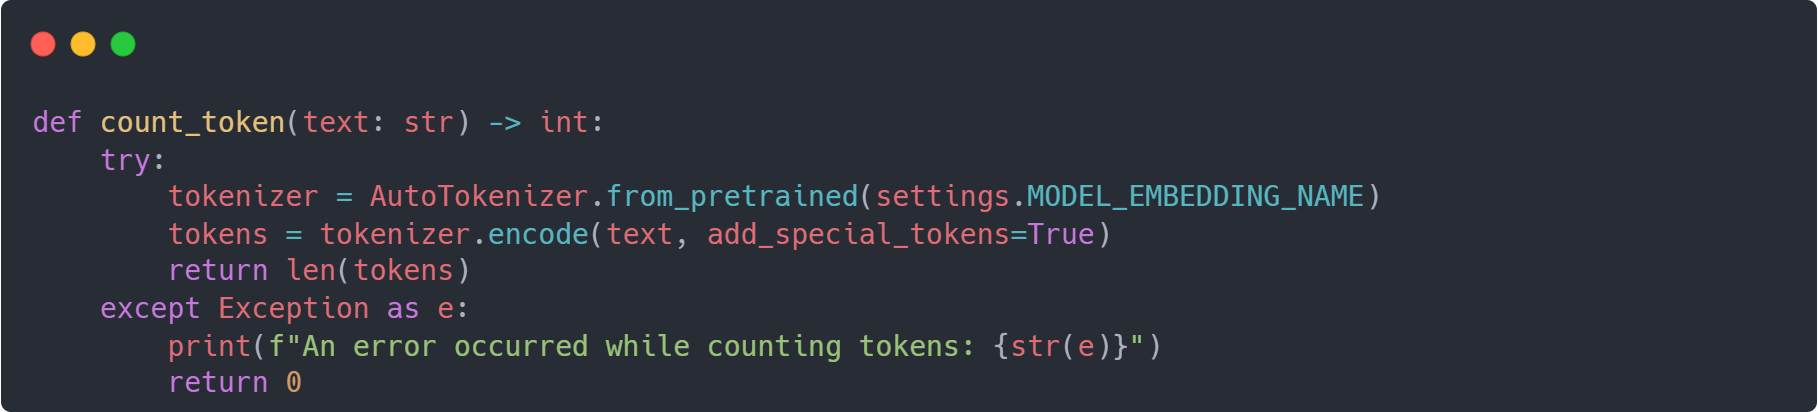 def count_token(text: str) -> int:
    try:
        tokenizer = AutoTokenizer.from_pretrained(settings.MODEL_EMBEDDING_NAME)
        tokens = tokenizer.encode(text, add_special_tokens=True)
        return len(tokens)
    except Exception as e:
        print(f"An error occurred while counting tokens: {str(e)}")
        return 0